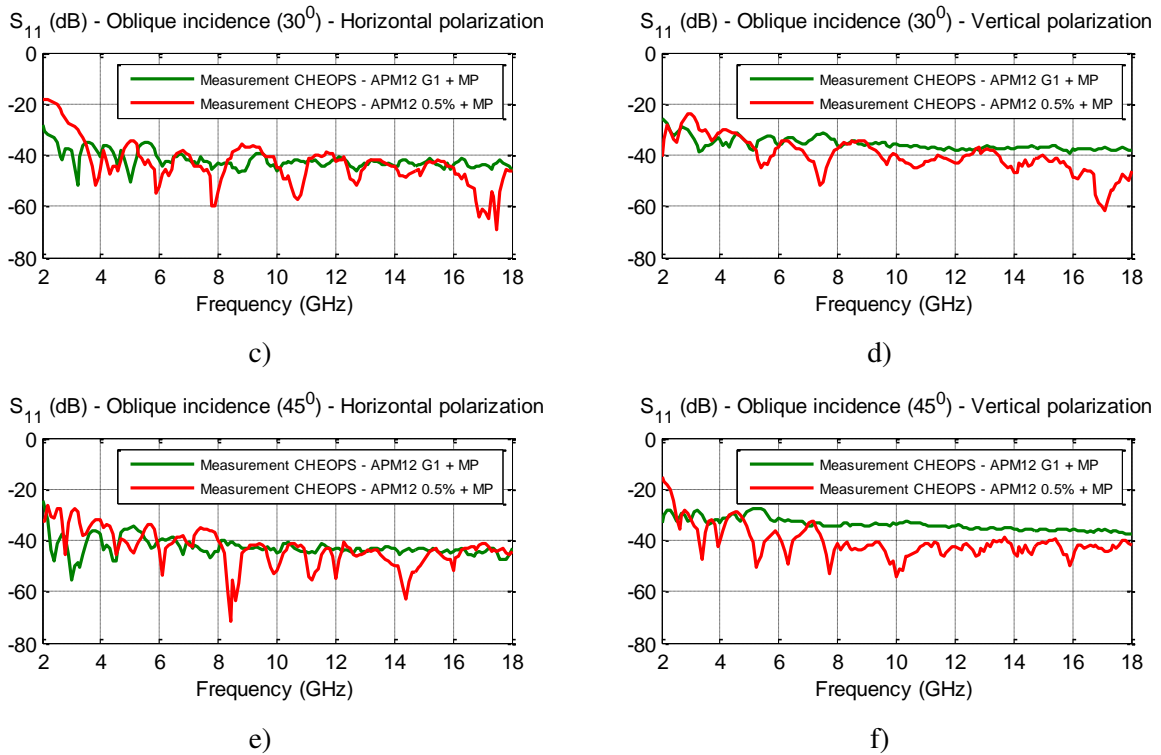 S11 (dB) - Oblique incidence (30⁰) - Horizontal polarization
0
-20
-40
-60
-80
Measurement CHEOPS - APM12 G1 + MP
Measurement CHEOPS - APM12 0.5% + MP
2 4 6 8 10 12 14 16 18
Frequency (GHz)
c)
S11 (dB) - Oblique incidence (30⁰) - Vertical polarization
0
-20
-40
-60
-80
Measurement CHEOPS - APM12 G1 + MP
Measurement CHEOPS - APM12 0.5% + MP
2 4 6 8 10 12 14 16 18
Frequency (GHz)
d)
S11 (dB) - Oblique incidence (45⁰) - Horizontal polarization
0
-20
-40
-60
-80
Measurement CHEOPS - APM12 G1 + MP
Measurement CHEOPS - APM12 0.5% + MP
2 4 6 8 10 12 14 16 18
Frequency (GHz)
e)
S11 (dB) - Oblique incidence (45⁰) - Vertical polarization
0
-20
-40
-60
-80
Measurement CHEOPS - APM12 G1 + MP
Measurement CHEOPS - APM12 0.5% + MP
2 4 6 8 10 12 14 16 18
Frequency (GHz)
f)